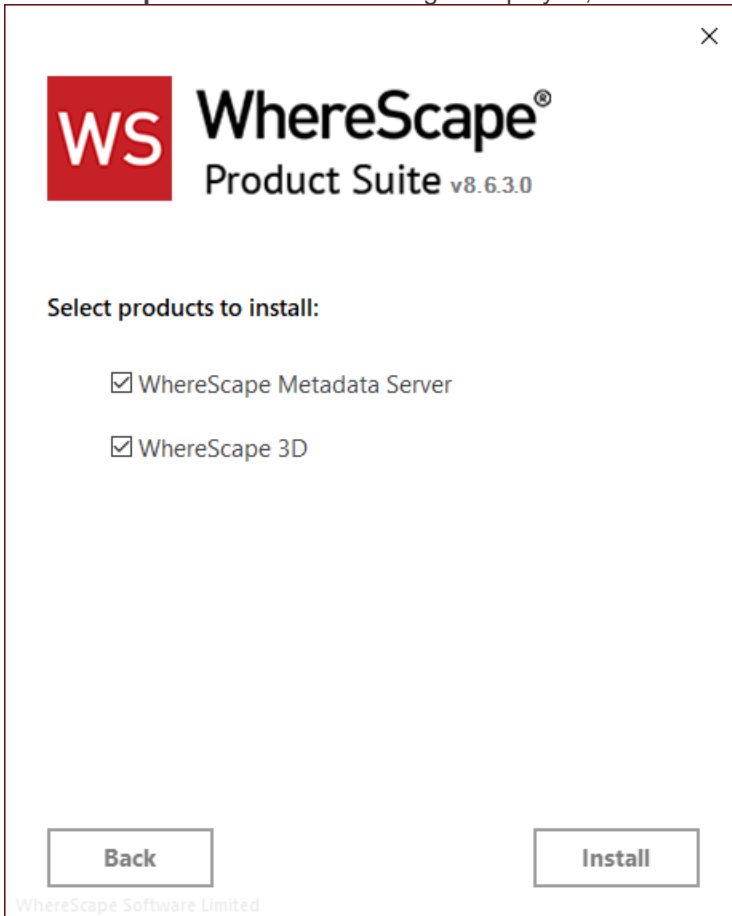 WS WhereScape®
Product Suite v8.6.3.0
Select products to install:
WhereScape Metadata Server
WhereScape 3D
Back Install
WhereScape Software Limited